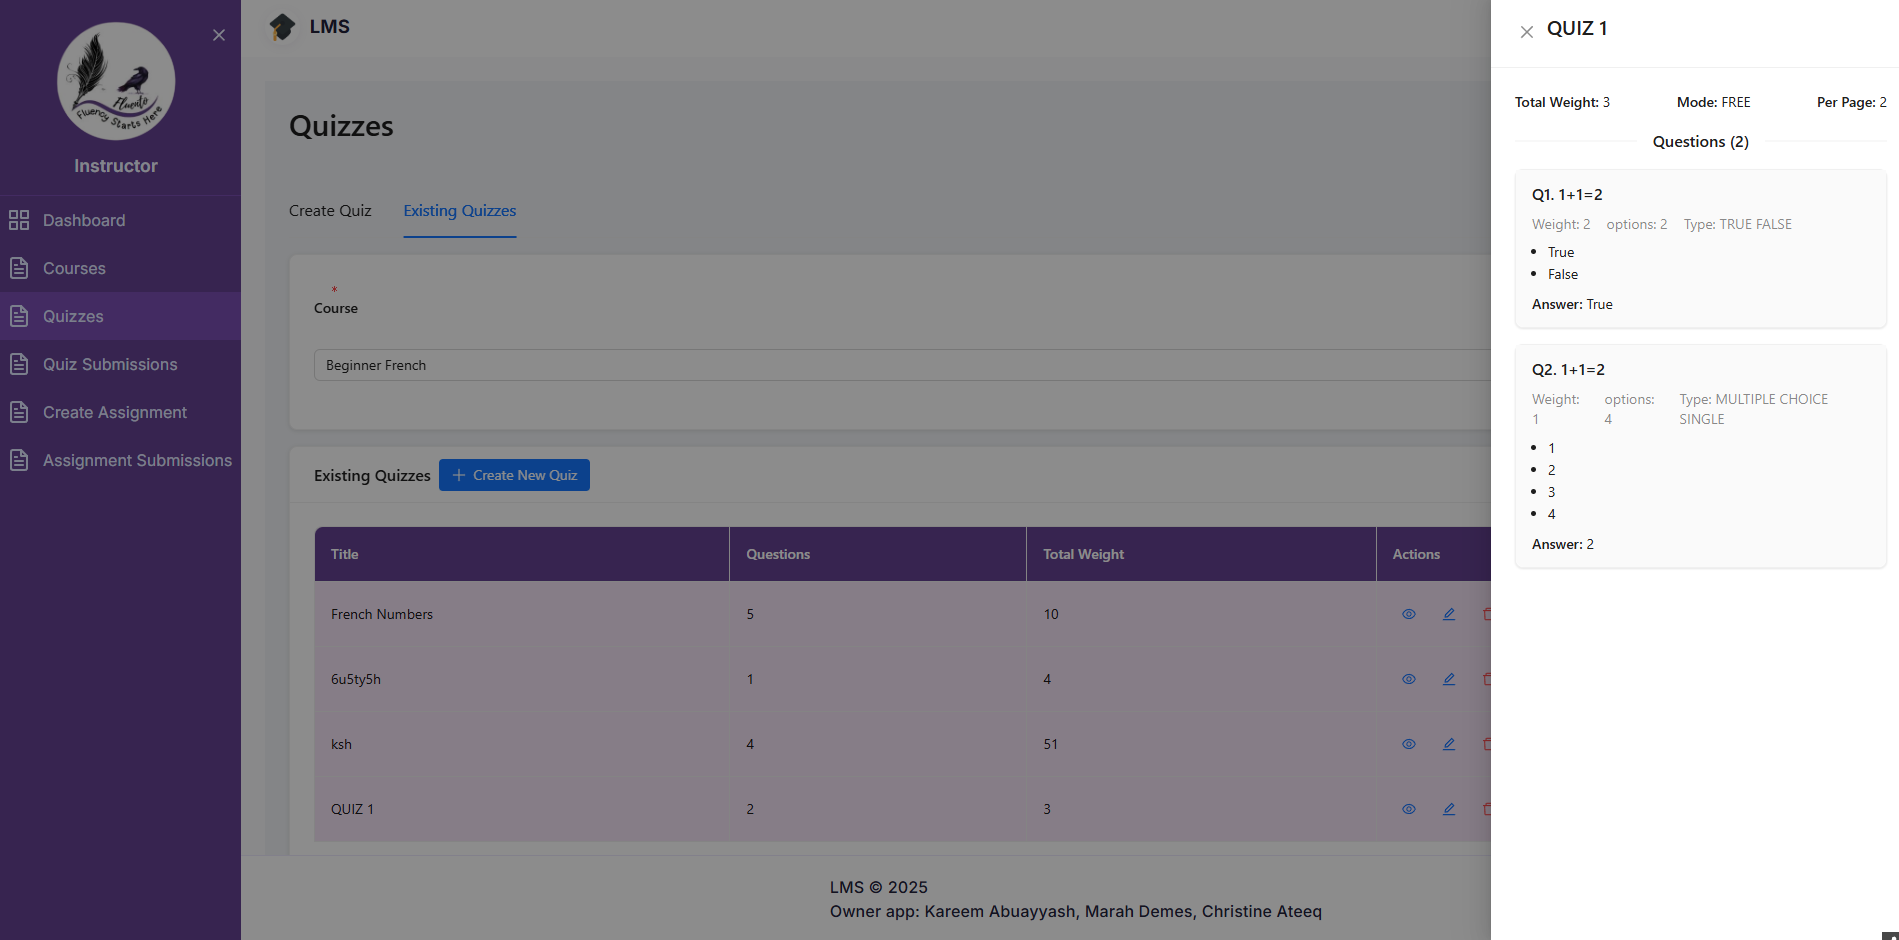 Fluento
Fluency Starts Here
Instructor
Dashboard
Courses
Quizzes
Quiz Submissions
Create Assignment
Assignment Submissions
LMS
Quizzes
Create Quiz
Existing Quizzes
*
Course
Beginner French
Existing Quizzes
Create New Quiz
Title Questions Total Weight Actions
French Numbers 5 10
6u5ty5h 1 4
ksh 4 51
QUIZ 1 2 3
LMS © 2025
Owner app: Kareem Abuayyash, Marah Demes, Christine Ateeq
QUIZ 1
Total Weight: 3 Mode: FREE Per Page: 2
Questions (2)
Q1. 1+1=2
Weight: 2 options: 2 Type: TRUE FALSE
True
False
Answer: True
Q2. 1+1=2
Weight: 1 options: 4 Type: MULTIPLE CHOICE SINGLE
1
2
3
4
Answer: 2